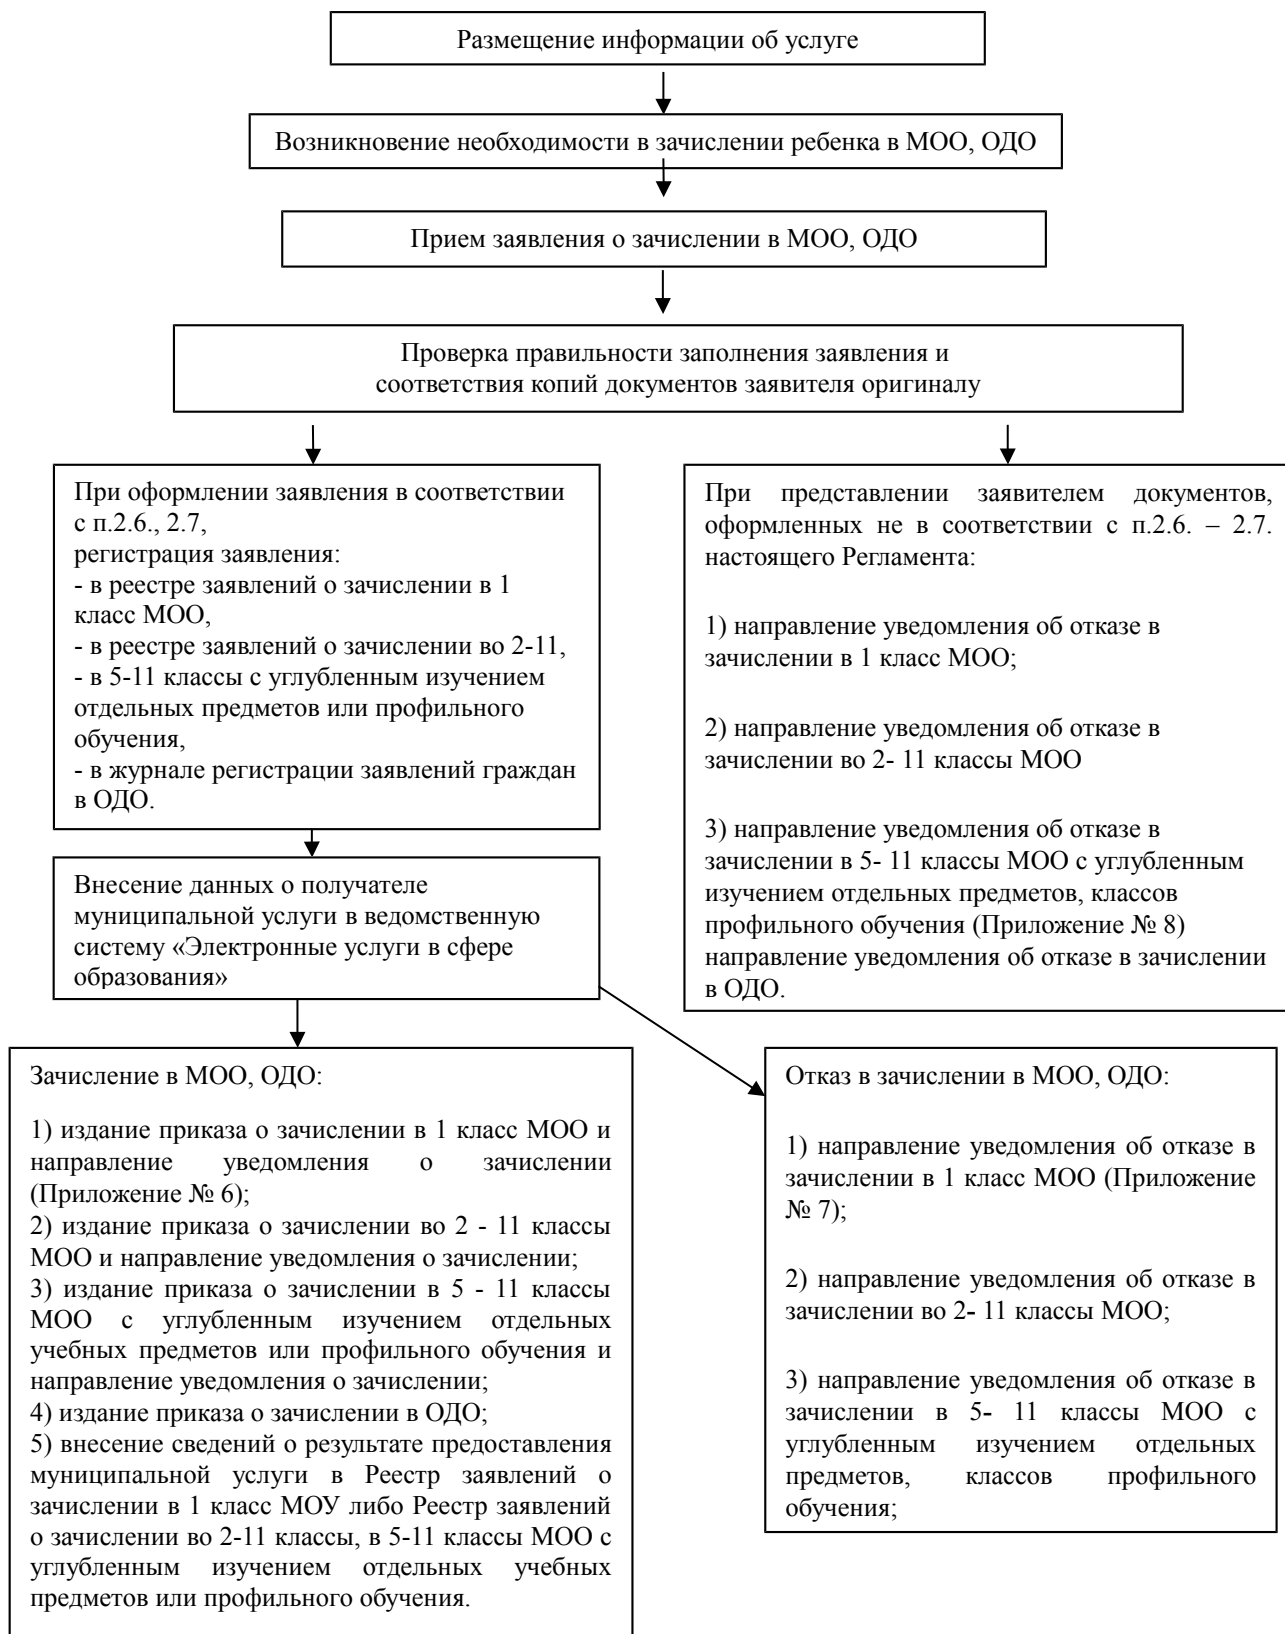 Размещение информации об услуге
Возникновение необходимости в зачислении ребенка в МОО, ОДО
Прием заявления о зачислении в МОО, ОДО
Проверка правильности заполнения заявления и
соответствия копий документов заявителя оригиналу
При оформлении заявления в соответствии
с п.2.6., 2.7,
регистрация заявления:
- в реестре заявлений о зачислении в 1
класс МОО,
- в реестре заявлений о зачислении во 2-11,
- в 5-11 классы с углубленным изучением
отдельных предметов или профильного
обучения,
- в журнале регистрации заявлений граждан
в ОДО.
При представлении заявителем документов,
оформленных не в соответствии с п.2.6. – 2.7.
настоящего Регламента:
1) направление уведомления об отказе в
зачислении в 1 класс МОО;
2) направление уведомления об отказе в
зачислении во 2- 11 классы МОО
3) направление уведомления об отказе в
зачислении в 5- 11 классы МОО с углубленным
изучением отдельных предметов, классов
профильного обучения (Приложение № 8)
направление уведомления об отказе в зачислении
в ОДО.
Внесение данных о получателе
муниципальной услуги в ведомственную
систему «Электронные услуги в сфере
образования»
Зачисление в МОО, ОДО:
1) издание приказа о зачислении в 1 класс МОО и
направление уведомления о зачислении
(Приложение № 6);
2) издание приказа о зачислении во 2 - 11 классы
МОО и направление уведомления о зачислении;
3) издание приказа о зачислении в 5 - 11 классы
МОО с углубленным изучением отдельных
учебных предметов или профильного обучения и
направление уведомления о зачислении;
4) издание приказа о зачислении в ОДО;
5) внесение сведений о результате предоставления
муниципальной услуги в Реестр заявлений о
зачислении в 1 класс МОУ либо Реестр заявлений
о зачислении во 2-11 классы, в 5-11 классы МОО с
углубленным изучением отдельных учебных
предметов или профильного обучения.
Отказ в зачислении в МОО, ОДО:
1) направление уведомления об отказе в
зачислении в 1 класс МОО (Приложение
№ 7);
2) направление уведомления об отказе в
зачислении во 2- 11 классы МОО;
3) направление уведомления об отказе в
зачислении в 5- 11 классы МОО с
углубленным изучением отдельных
предметов, классов профильного
обучения;